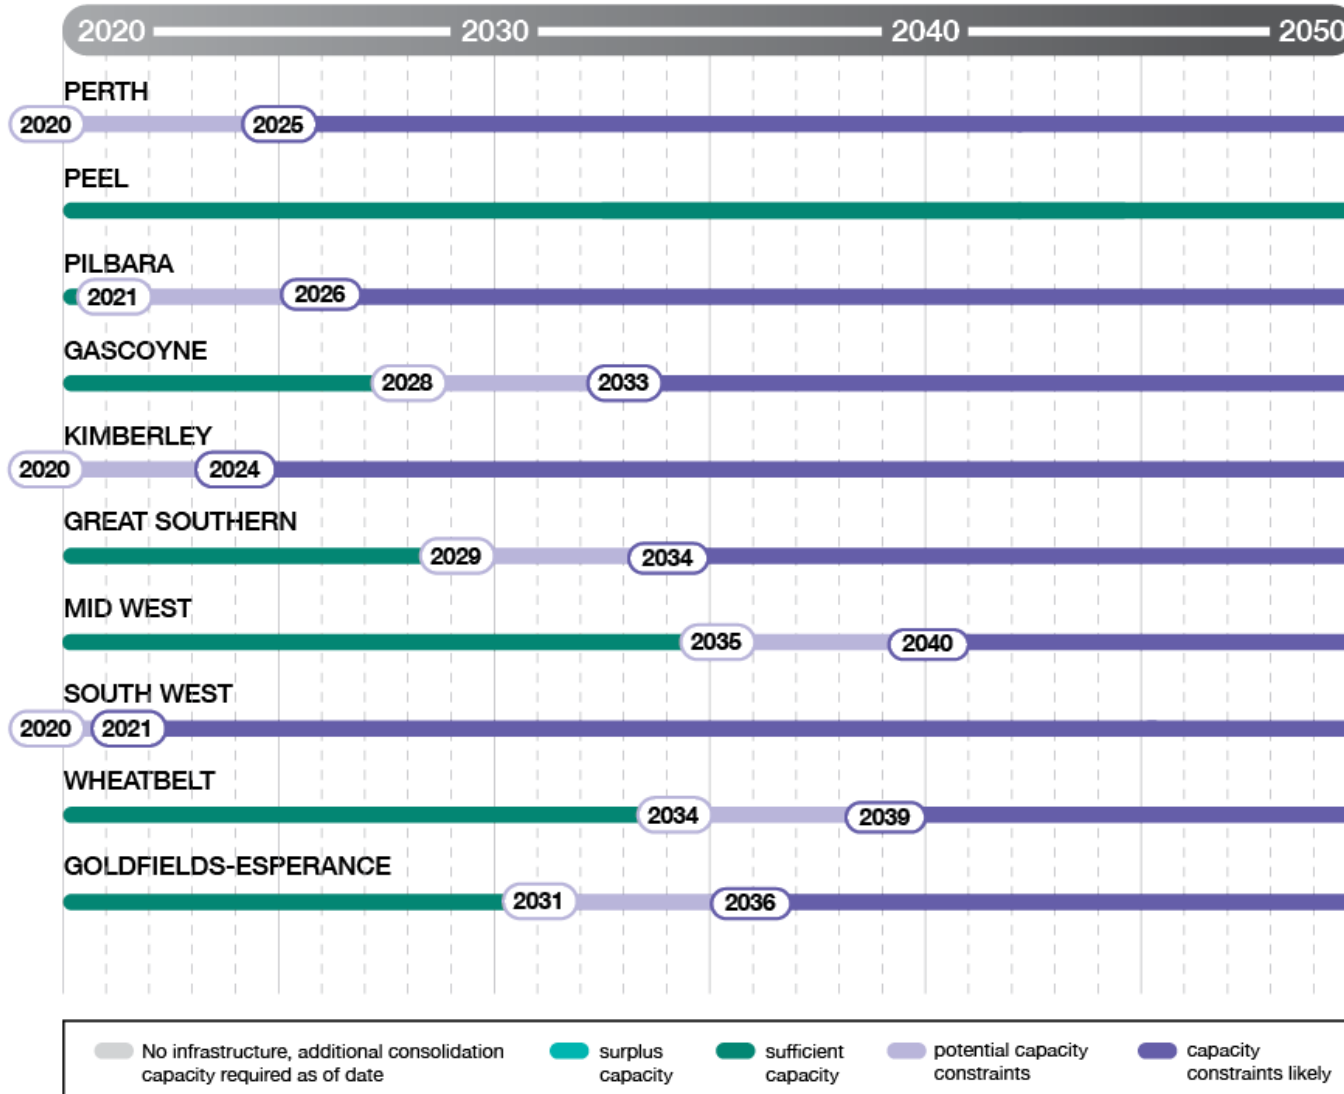 2020 2030 2040 2050
PERTH
2020 2025
PEEL
PILBARA
2021 2026
GASCOYNE
2028 2033
KIMBERLEY
2020 2024
GREAT SOUTHERN
2029 2034
MID WEST
2035 2040
SOUTH WEST
2020 2021
WHEATBELT
2034 2039
GOLDFIELDS-ESPERANCE
2031 2036
No infrastructure, additional consolidation
capacity required as of date
surplus
capacity
sufficient
capacity
potential capacity
constraints
capacity
constraints likely